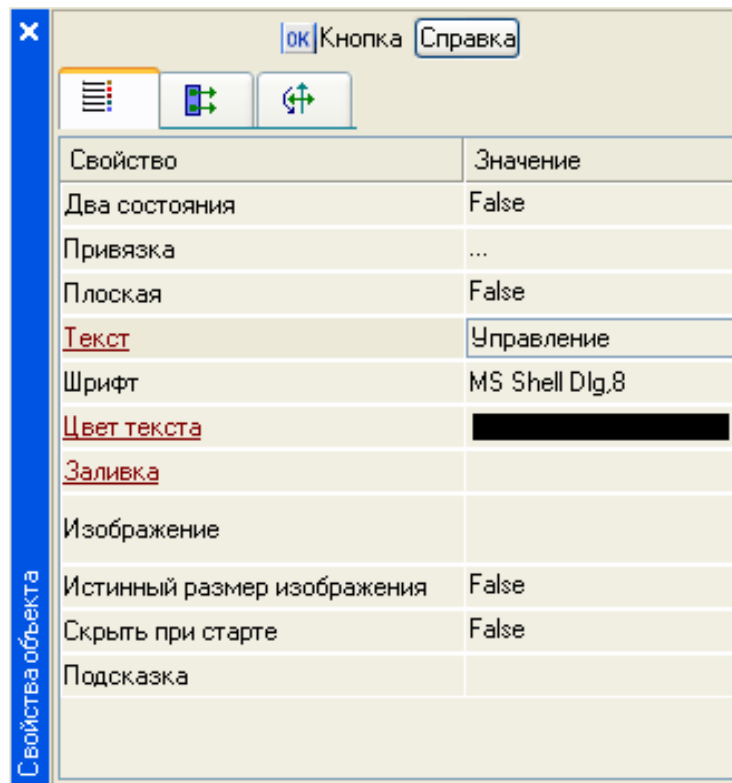 OK Кнопка Справка
Свойство Значение
Два состояния False
Привязка ...
Плоская False
Текст Управление
Шрифт MS Shell Dlg,8
Цвет текста
Заливка
Изображение
Истинный размер изображения False
Скрыть при старте False
Подсказка
Свойства объекта